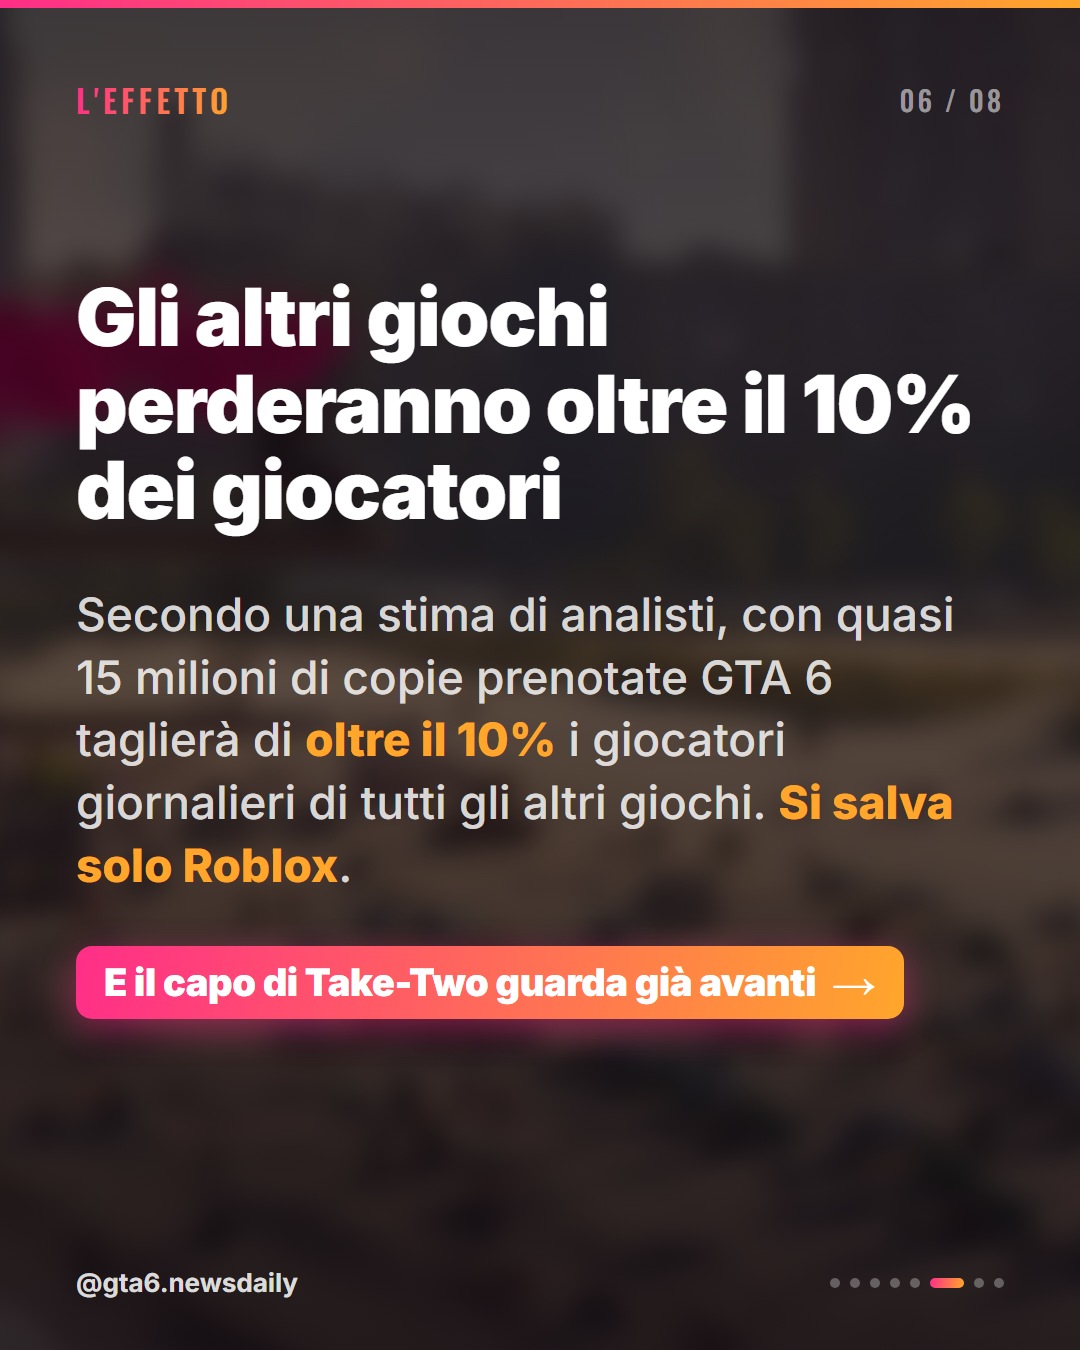 L'EFFETTO
06 / 08
Gli altri giochi
perderanno oltre il 10%
dei giocatori
Secondo una stima di analisti, con quasi
15 milioni di copie prenotate GTA 6
taglierà di oltre il 10% i giocatori
giornalieri di tutti gli altri giochi. Si salva
solo Roblox.
E il capo di Take-Two guarda già avanti →
@gta6.newsdaily